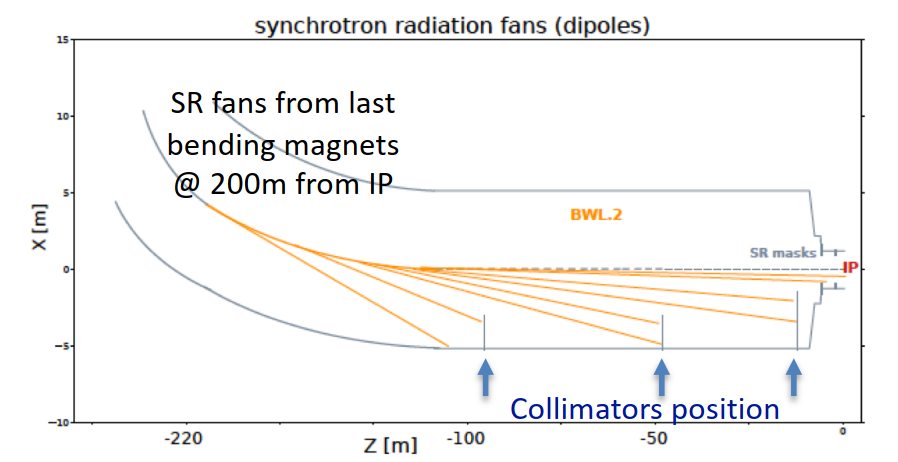 synchrotron radiation fans (dipoles)
15
10
5
0
−5
−10
X [m]
SR fans from last
bending magnets
@ 200m from IP
BWL.2
SR masks
IP
Collimators position
-220
-100
-50
0
Z [m]